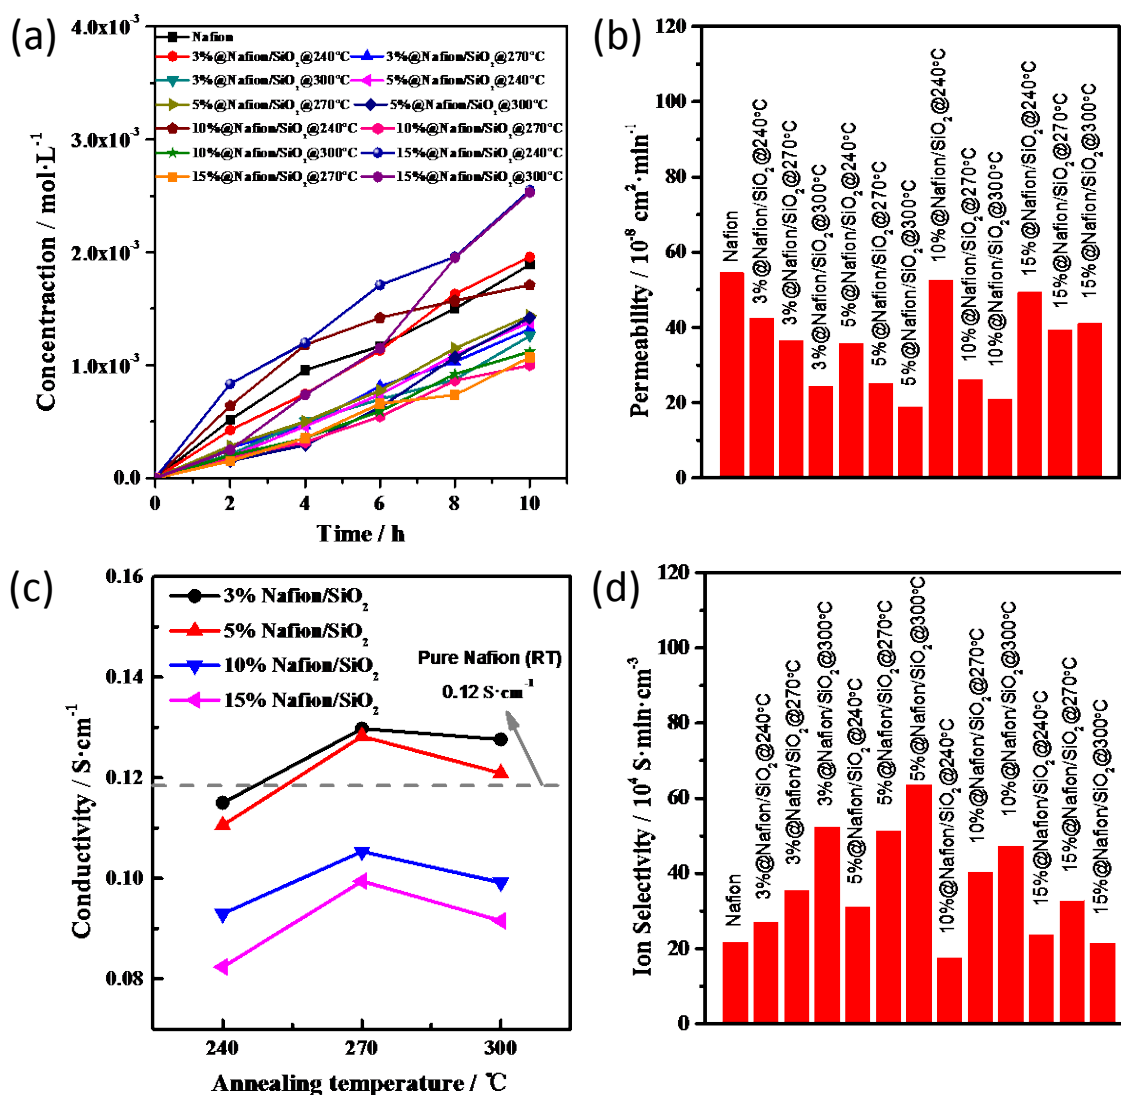 (a)
4.0x10⁻³
3.0x10⁻³
2.0x10⁻³
1.0x10⁻³
0.0
Concentration / mol·L⁻¹
Nafion
3%@Nafion/SiO₂@240°C
3%@Nafion/SiO₂@270°C
3%@Nafion/SiO₂@300°C
5%@Nafion/SiO₂@240°C
5%@Nafion/SiO₂@270°C
5%@Nafion/SiO₂@300°C
10%@Nafion/SiO₂@240°C
10%@Nafion/SiO₂@270°C
10%@Nafion/SiO₂@300°C
15%@Nafion/SiO₂@240°C
15%@Nafion/SiO₂@270°C
15%@Nafion/SiO₂@300°C
0 2 4 6 8 10
Time / h
(b)
120
100
80
60
40
20
0
Permeability / 10⁻⁸ cm²·min⁻¹
Nafion
3%@Nafion/SiO₂@240°C
3%@Nafion/SiO₂@270°C
3%@Nafion/SiO₂@300°C
5%@Nafion/SiO₂@240°C
5%@Nafion/SiO₂@270°C
5%@Nafion/SiO₂@300°C
10%@Nafion/SiO₂@240°C
10%@Nafion/SiO₂@270°C
10%@Nafion/SiO₂@300°C
15%@Nafion/SiO₂@240°C
15%@Nafion/SiO₂@270°C
15%@Nafion/SiO₂@300°C
(c)
0.16
0.14
0.12
0.10
0.08
Conductivity / S·cm⁻¹
3% Nafion/SiO₂
5% Nafion/SiO₂
10% Nafion/SiO₂
15% Nafion/SiO₂
Pure Nafion (RT)
0.12 S·cm⁻¹
240 270 300
Annealing temperature / ℃
(d)
120
100
80
60
40
20
0
Ion Selectivity / 10⁴ S·min·cm⁻³
Nafion
3%@Nafion/SiO₂@240°C
3%@Nafion/SiO₂@270°C
3%@Nafion/SiO₂@300°C
5%@Nafion/SiO₂@240°C
5%@Nafion/SiO₂@270°C
5%@Nafion/SiO₂@300°C
10%@Nafion/SiO₂@240°C
10%@Nafion/SiO₂@270°C
10%@Nafion/SiO₂@300°C
15%@Nafion/SiO₂@240°C
15%@Nafion/SiO₂@270°C
15%@Nafion/SiO₂@300°C